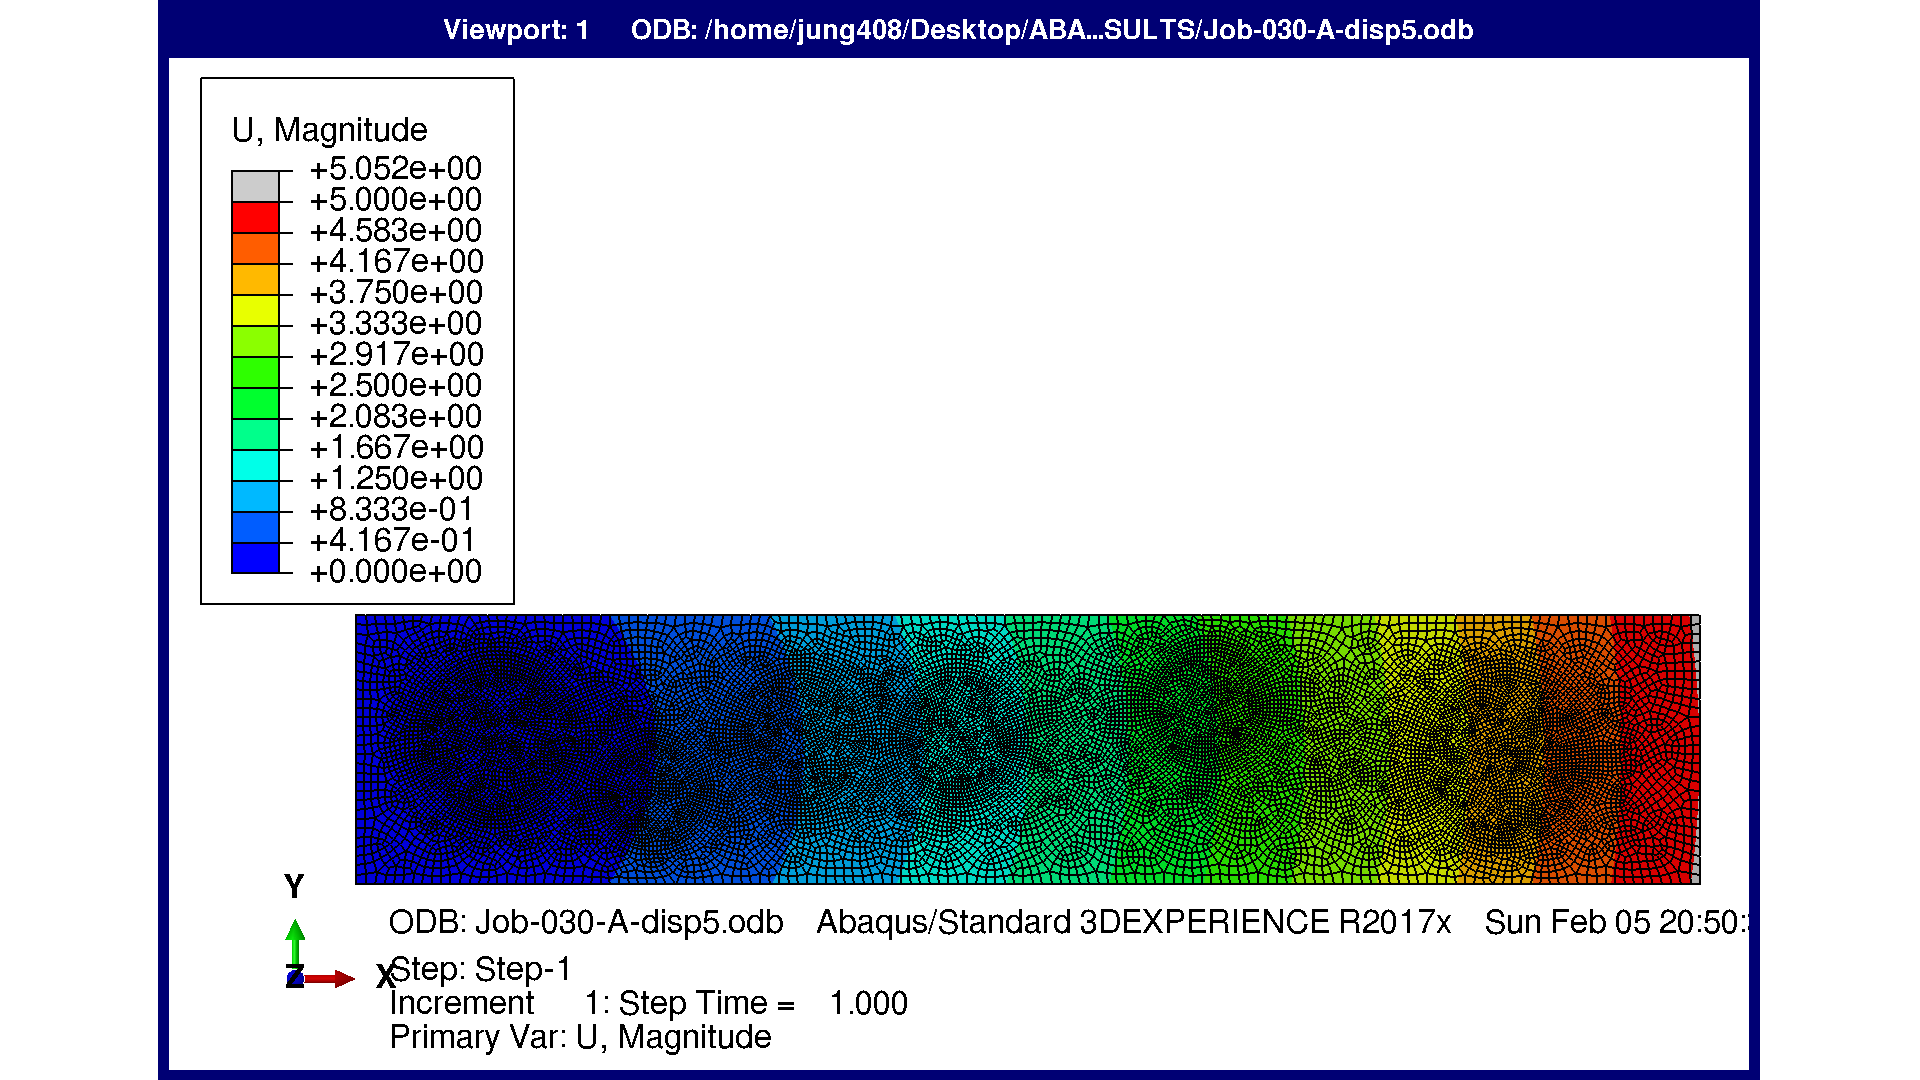 Viewport: 1 ODB: /home/jung408/Desktop/ABA...SULTS/Job-030-A-disp5.odb
U, Magnitude
+5.052e+00
+5.000e+00
+4.583e+00
+4.167e+00
+3.750e+00
+3.333e+00
+2.917e+00
+2.500e+00
+2.083e+00
+1.667e+00
+1.250e+00
+8.333e-01
+4.167e-01
+0.000e+00
Y
Z
X
ODB: Job-030-A-disp5.odb Abaqus/Standard 3DEXPERIENCE R2017x Sun Feb 05 20:50:
Step: Step-1
Increment 1: Step Time = 1.000
Primary Var: U, Magnitude